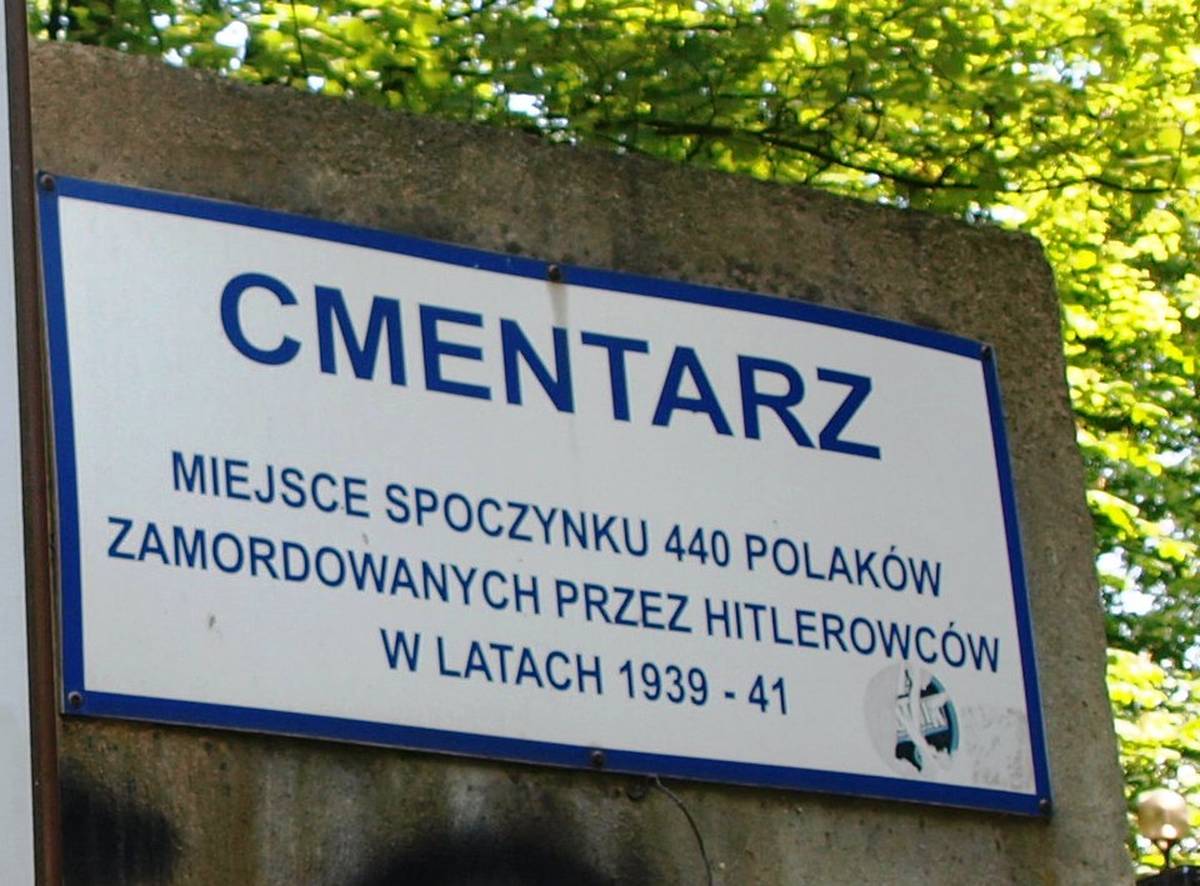 CMENTARZ
MIEJSCE SPOCZYNKU 440 POLAKÓW
ZAMORDOWANYCH PRZEZ HITLEROWCÓW
W LATACH 1939 - 41